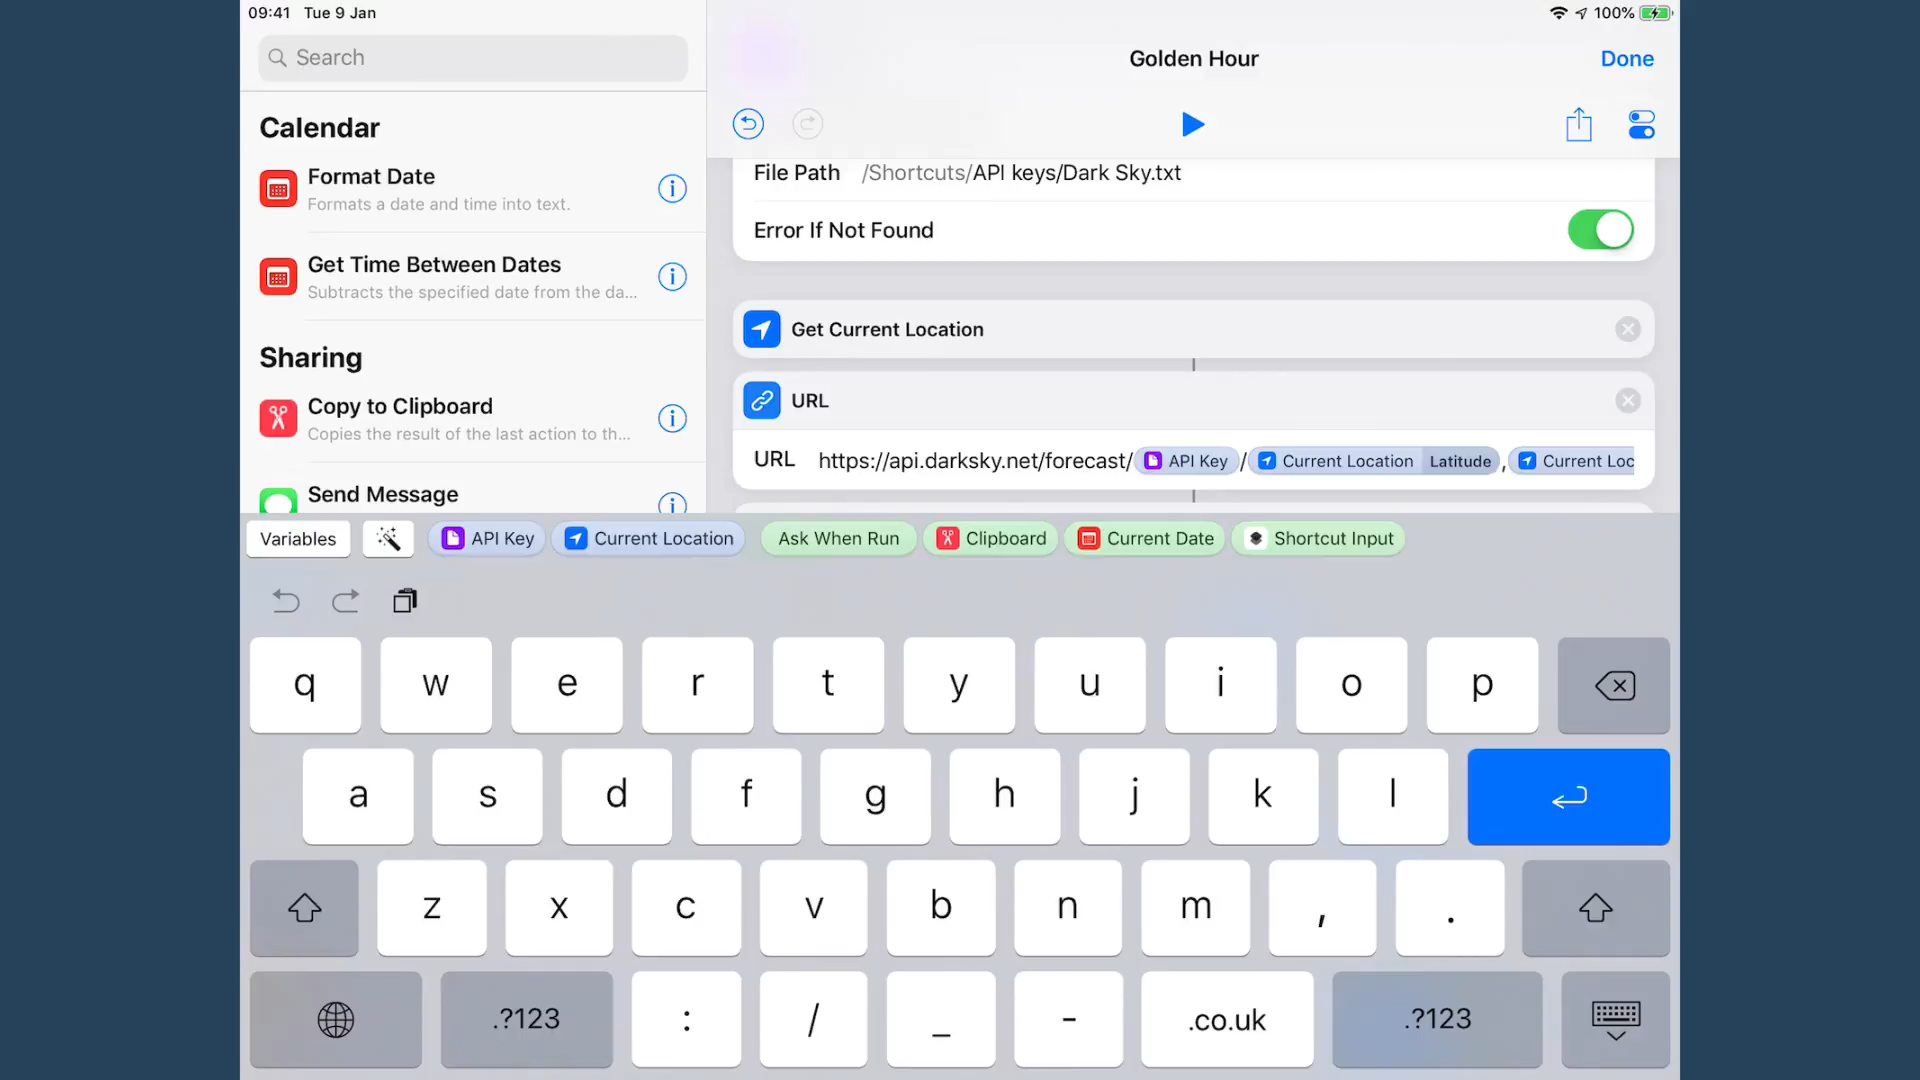 09:41 Tue 9 Jan
100%
Search
Golden Hour
Done
Calendar
Format Date
Formats a date and time into text.
Get Time Between Dates
Subtracts the specified date from the da...
Sharing
Copy to Clipboard
Copies the result of the last action to th...
Send Message
File Path /Shortcuts/API keys/Dark Sky.txt
Error If Not Found
Get Current Location
URL
URL https://api.darksky.net/forecast/ API Key / Current Location Latitude , Current Loc
Variables API Key Current Location Ask When Run Clipboard Current Date Shortcut Input
q w e r t y u i o p
a s d f g h j k l
z x c v b n m , .
.?123 : / _ - .co.uk .?123